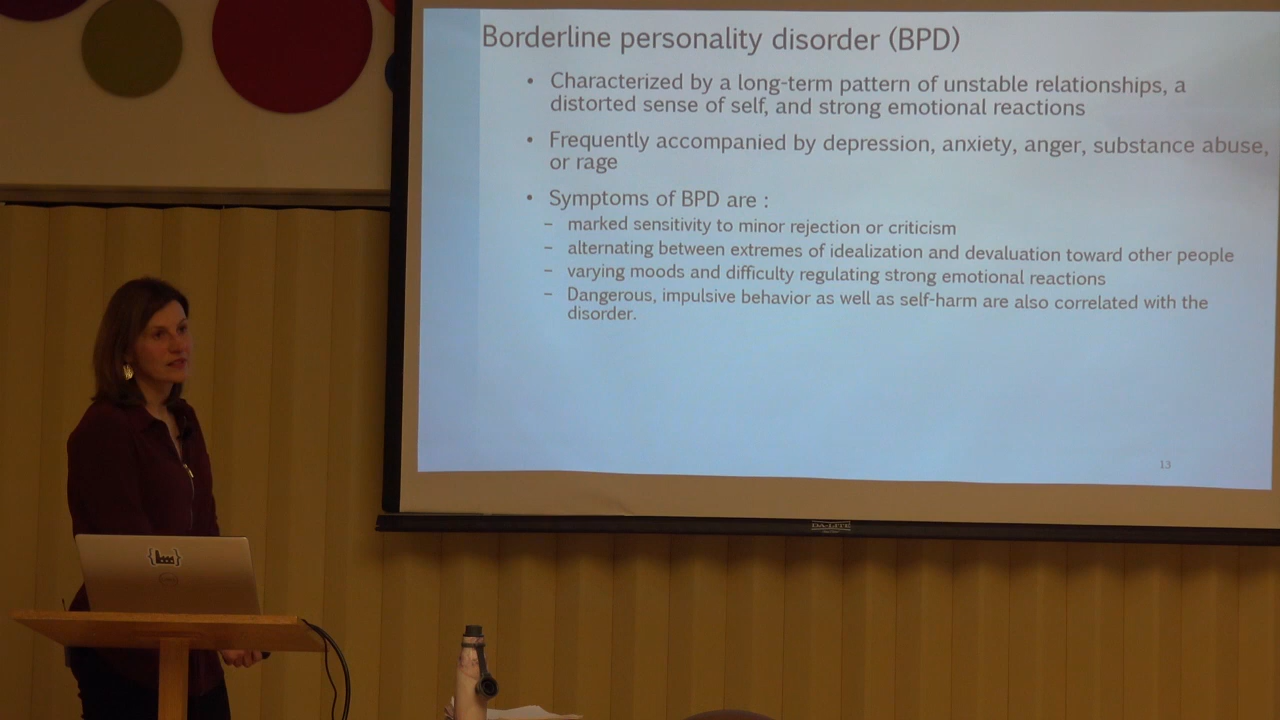 Borderline personality disorder (BPD)
• Characterized by a long-term pattern of unstable relationships, a
distorted sense of self, and strong emotional reactions
• Frequently accompanied by depression, anxiety, anger, substance abuse,
or rage
• Symptoms of BPD are :
– marked sensitivity to minor rejection or criticism
– alternating between extremes of idealization and devaluation toward other people
– varying moods and difficulty regulating strong emotional reactions
– Dangerous, impulsive behavior as well as self-harm are also correlated with the
disorder.
13
DA-LITE
DELL